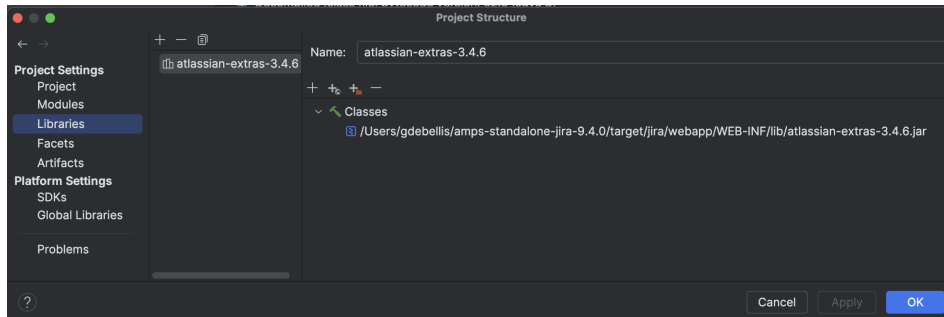 Project Structure
Project Settings
Project
Modules
Libraries
Facets
Artifacts
Platform Settings
SDKs
Global Libraries
Problems
atlassian-extras-3.4.6
Name: atlassian-extras-3.4.6
Classes
/Users/gdebellis/amps-standalone-jira-9.4.0/target/jira/webapp/WEB-INF/lib/atlassian-extras-3.4.6.jar
?
Cancel Apply OK